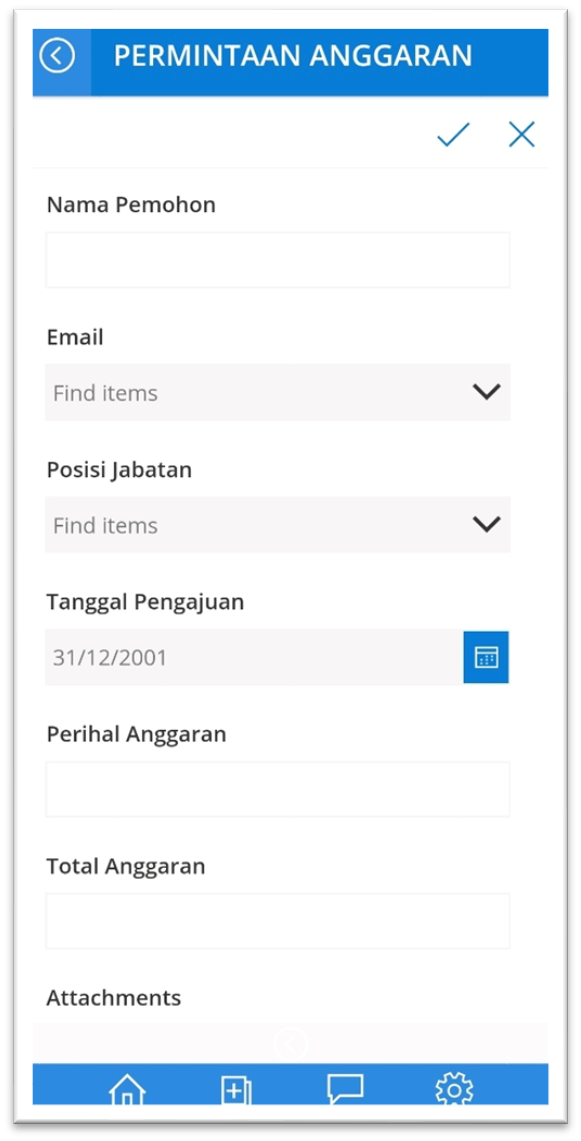 PERMINTAAN ANGGARAN
Nama Pemohon
Email
Find items
Posisi Jabatan
Find items
Tanggal Pengajuan
31/12/2001
Perihal Anggaran
Total Anggaran
Attachments